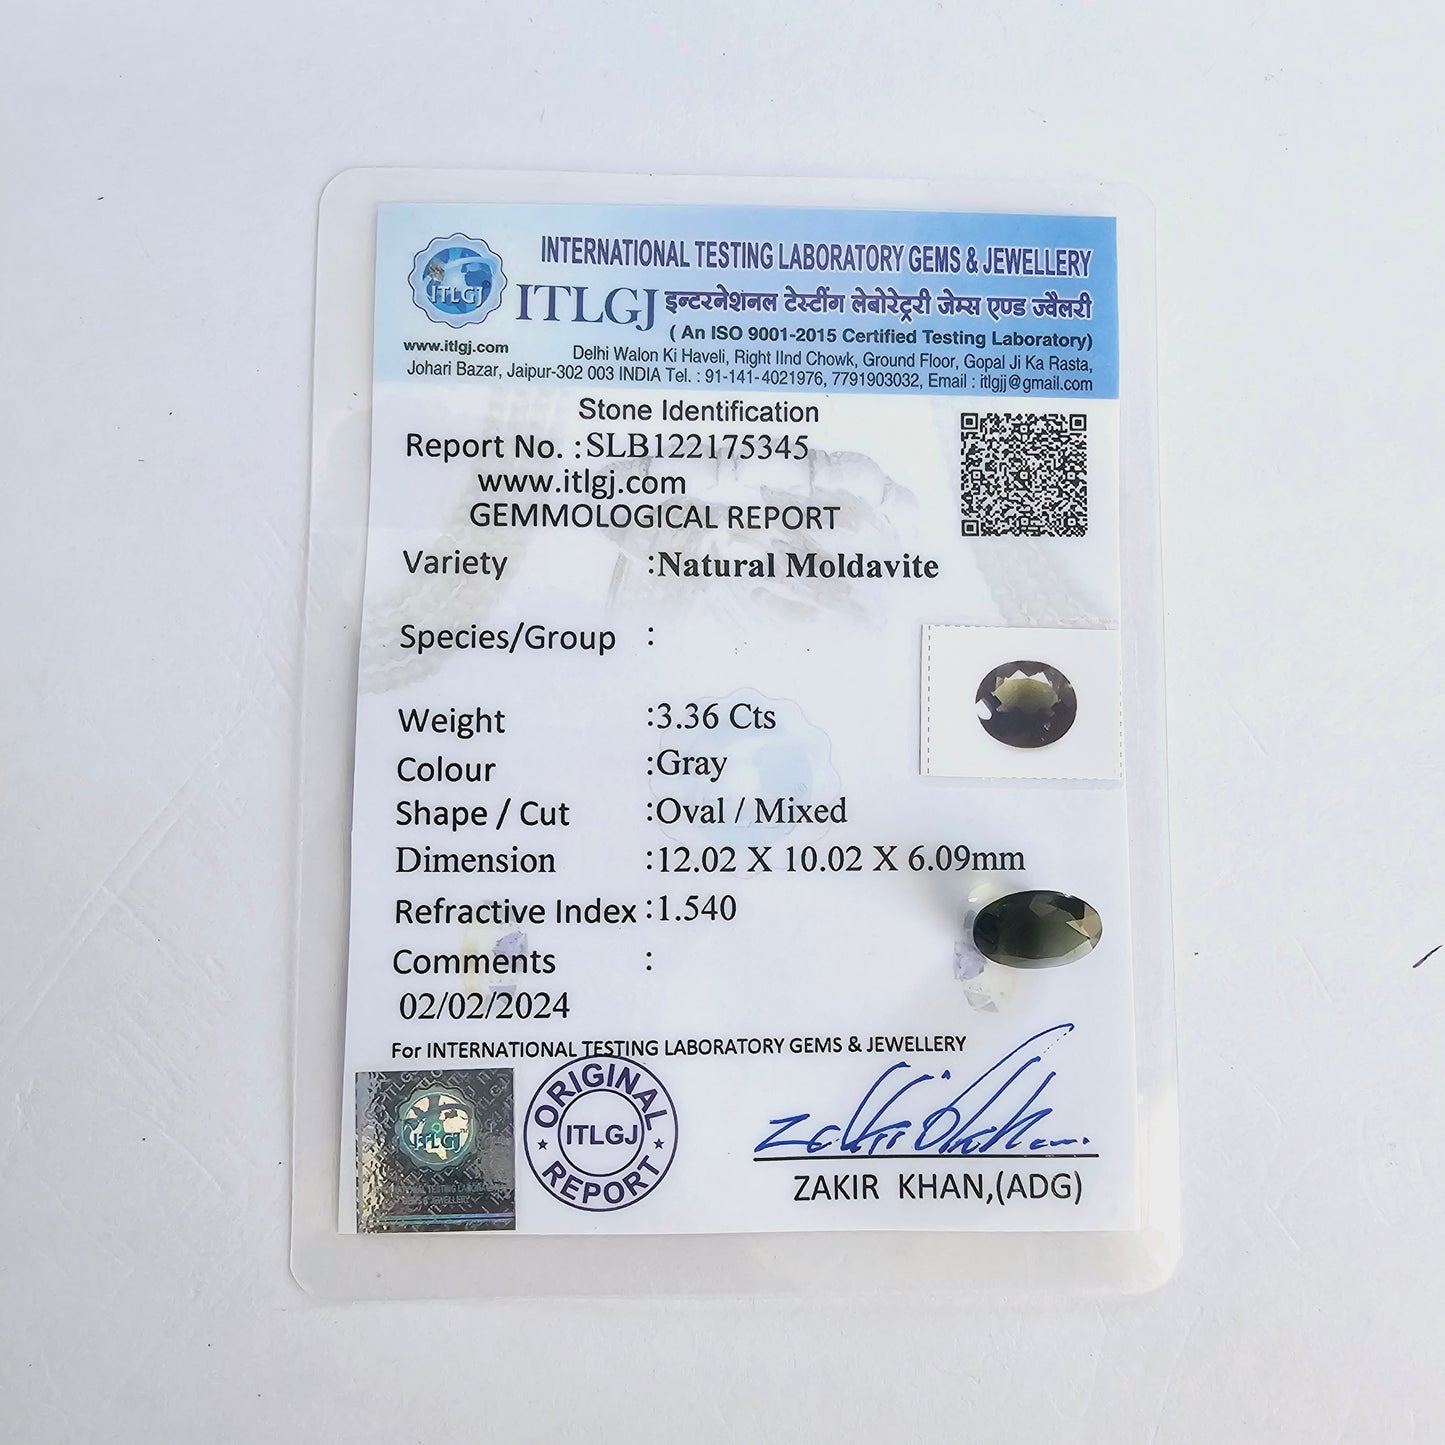 INTERNATIONAL TESTING LABORATORY GEMS & JEWELLERY
ITLGJ
ITLGJ इन्टरनेशनल टेस्टींग लेबोरेट्ररी जेम्स एण्ड ज्वैलरी
( An ISO 9001-2015 Certified Testing Laboratory)
www.itlgj.com
Delhi Walon Ki Haveli, Right IInd Chowk, Ground Floor, Gopal Ji Ka Rasta,
Johari Bazar, Jaipur-302 003 INDIA Tel. : 91-141-4021976, 7791903032, Email : itlgjj@gmail.com
Stone Identification
Report No. :SLB122175345
www.itlgj.com
GEMMOLOGICAL REPORT
Variety :Natural Moldavite
Species/Group :
Weight :3.36 Cts
Colour :Gray
Shape / Cut :Oval / Mixed
Dimension :12.02 X 10.02 X 6.09mm
Refractive Index :1.540
Comments :
02/02/2024
For INTERNATIONAL TESTING LABORATORY GEMS & JEWELLERY
ITLGJ
ORIGINAL
ITLGJ
REPORT
ZAKIR KHAN,(ADG)